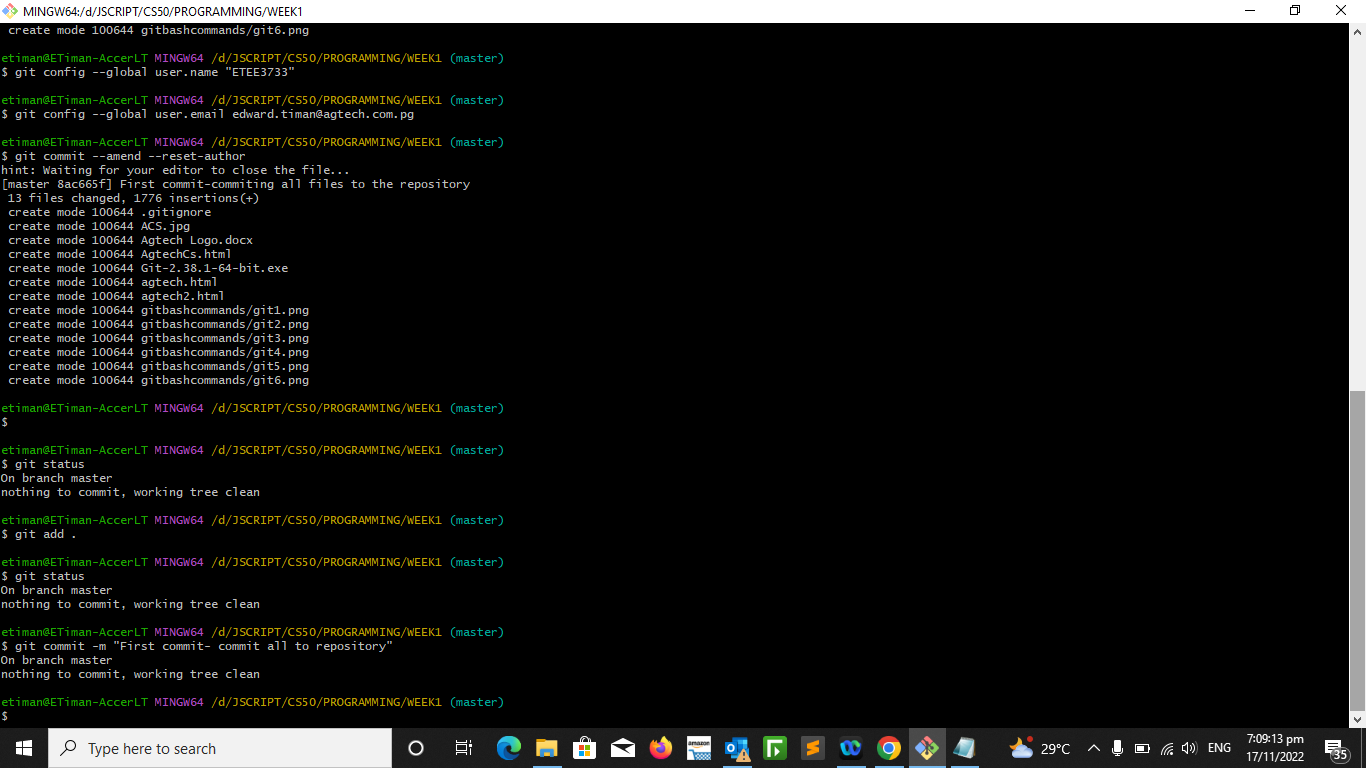 MINGW64:/d/JSCRIPT/CS50/PROGRAMMING/WEEK1
create mode 100644 gitbashcommands/git6.png
etiman@ETiman-AccerLT MINGW64 /d/JSCRIPT/CS50/PROGRAMMING/WEEK1 (master)
$ git config --global user.name "ETEE3733"
etiman@ETiman-AccerLT MINGW64 /d/JSCRIPT/CS50/PROGRAMMING/WEEK1 (master)
$ git config --global user.email edward.timan@agtech.com.pg
etiman@ETiman-AccerLT MINGW64 /d/JSCRIPT/CS50/PROGRAMMING/WEEK1 (master)
$ git commit --amend --reset-author
hint: Waiting for your editor to close the file...
[master 8ac665f] First commit-commiting all files to the repository
13 files changed, 1776 insertions(+)
create mode 100644 .gitignore
create mode 100644 ACS.jpg
create mode 100644 Agtech Logo.docx
create mode 100644 AgtechCs.html
create mode 100644 Git-2.38.1-64-bit.exe
create mode 100644 agtech.html
create mode 100644 agtech2.html
create mode 100644 gitbashcommands/git1.png
create mode 100644 gitbashcommands/git2.png
create mode 100644 gitbashcommands/git3.png
create mode 100644 gitbashcommands/git4.png
create mode 100644 gitbashcommands/git5.png
create mode 100644 gitbashcommands/git6.png
etiman@ETiman-AccerLT MINGW64 /d/JSCRIPT/CS50/PROGRAMMING/WEEK1 (master)
$
etiman@ETiman-AccerLT MINGW64 /d/JSCRIPT/CS50/PROGRAMMING/WEEK1 (master)
$ git status
On branch master
nothing to commit, working tree clean
etiman@ETiman-AccerLT MINGW64 /d/JSCRIPT/CS50/PROGRAMMING/WEEK1 (master)
$ git add .
etiman@ETiman-AccerLT MINGW64 /d/JSCRIPT/CS50/PROGRAMMING/WEEK1 (master)
$ git status
On branch master
nothing to commit, working tree clean
etiman@ETiman-AccerLT MINGW64 /d/JSCRIPT/CS50/PROGRAMMING/WEEK1 (master)
$ git commit -m "First commit- commit all to repository"
On branch master
nothing to commit, working tree clean
etiman@ETiman-AccerLT MINGW64 /d/JSCRIPT/CS50/PROGRAMMING/WEEK1 (master)
$
Type here to search
amazon
29°C
ENG
7:09:13 pm
17/11/2022
35